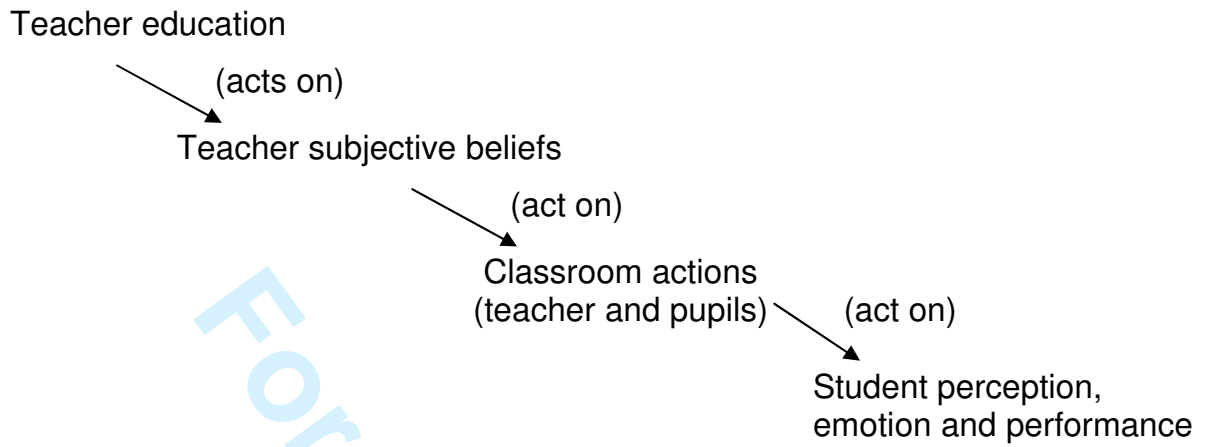 Teacher education
(acts on)
Teacher subjective beliefs
(act on)
Classroom actions
(teacher and pupils)
(act on)
Student perception,
emotion and performance
For